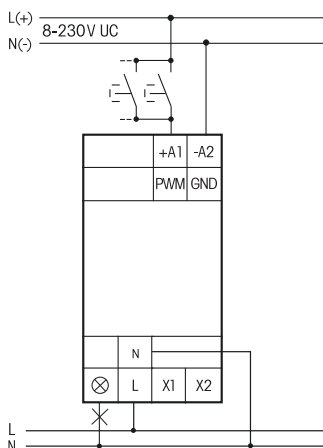 L(+)
8-230V UC
N(-)
+A1 -A2
PWM GND
N
L X1 X2
L
N